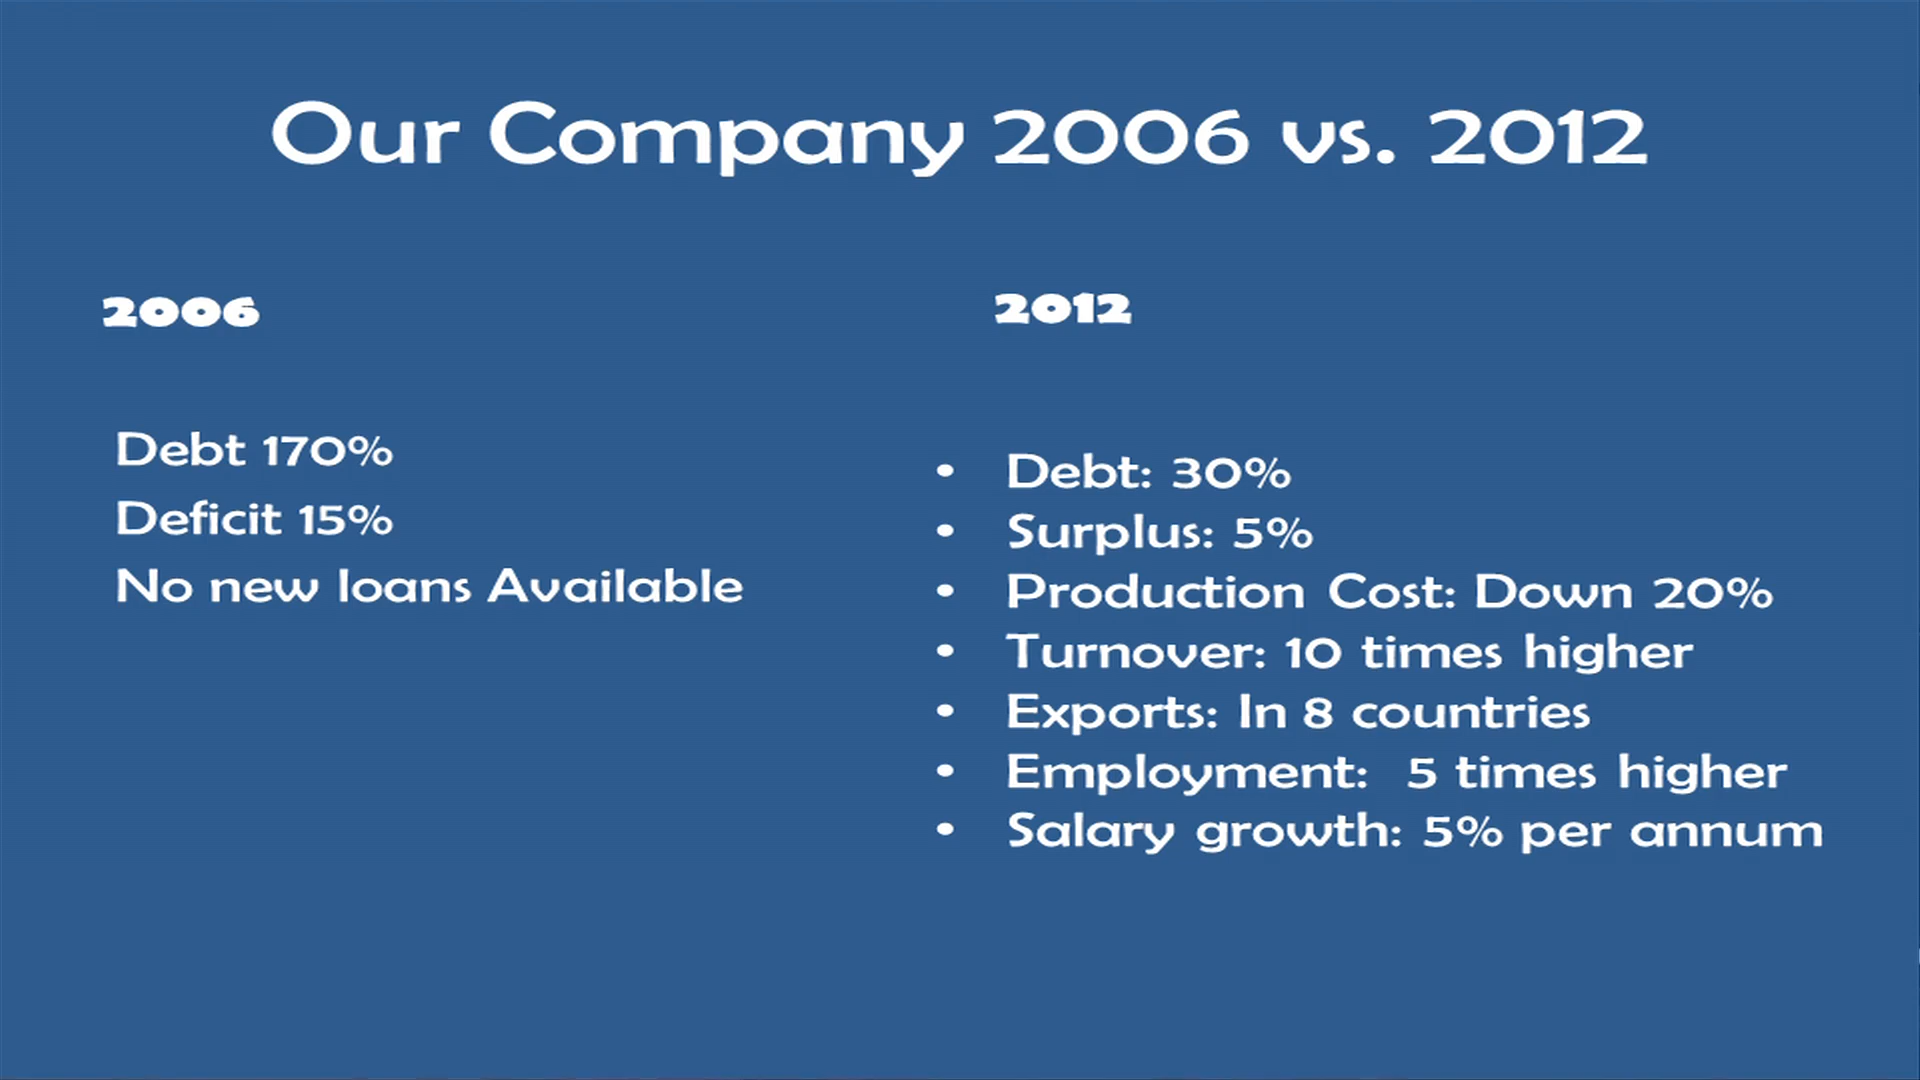 Our Company 2006 vs. 2012
2006
Debt 170%
Deficit 15%
No new loans Available
2012
• Debt: 30%
• Surplus: 5%
• Production Cost: Down 20%
• Turnover: 10 times higher
• Exports: In 8 countries
• Employment:  5 times higher
• Salary growth: 5% per annum